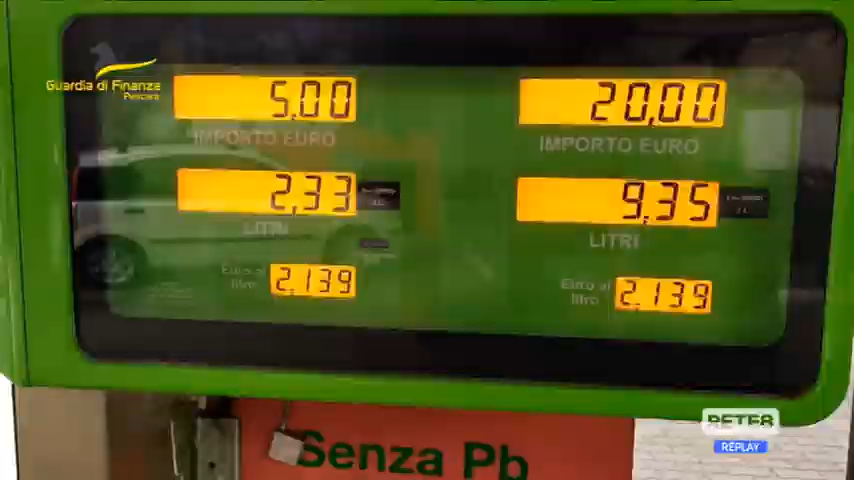 Guardia di Finanza
Pescara
5,00
IMPORTO EURO
2,33
LITRI
Euro al
litro
2.139
20,00
IMPORTO EURO
9,35
LITRI
Euro al
litro
2.139
Senza Pb
RETE8
REPLAY